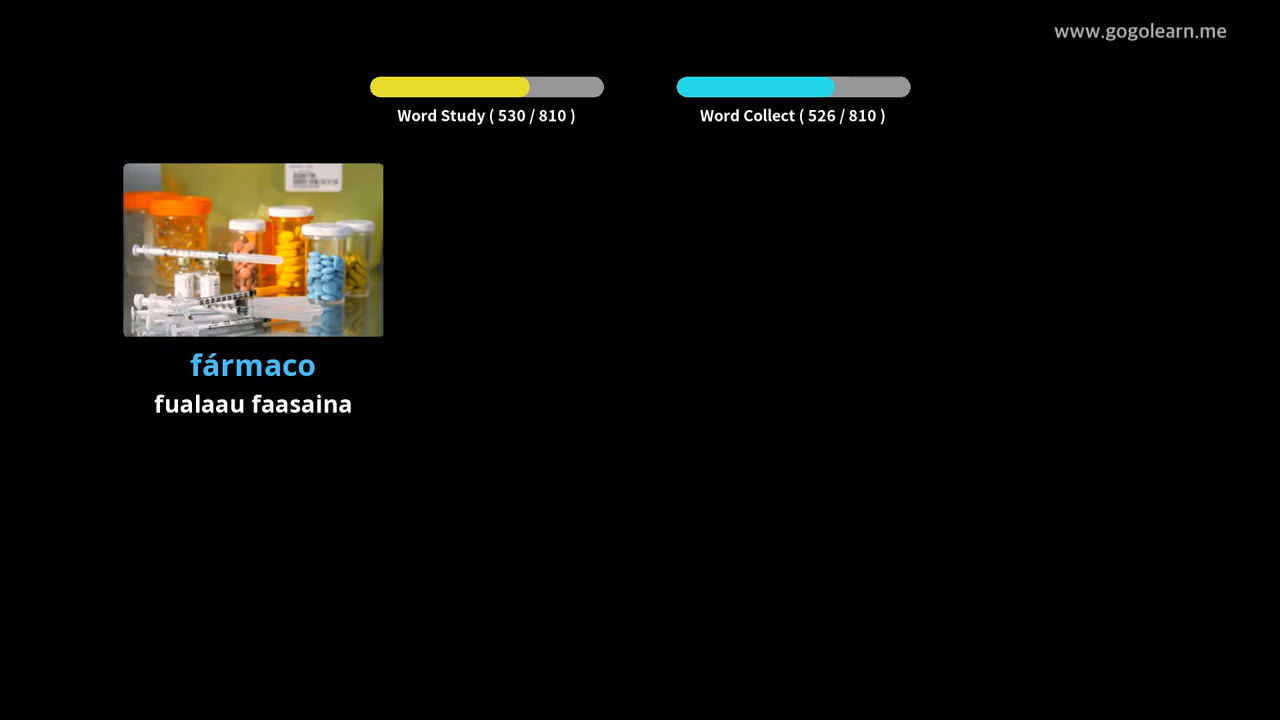 www.gogolearn.me
Word Study ( 530 / 810 )
Word Collect ( 526 / 810 )
fármaco
fualaau faasaina